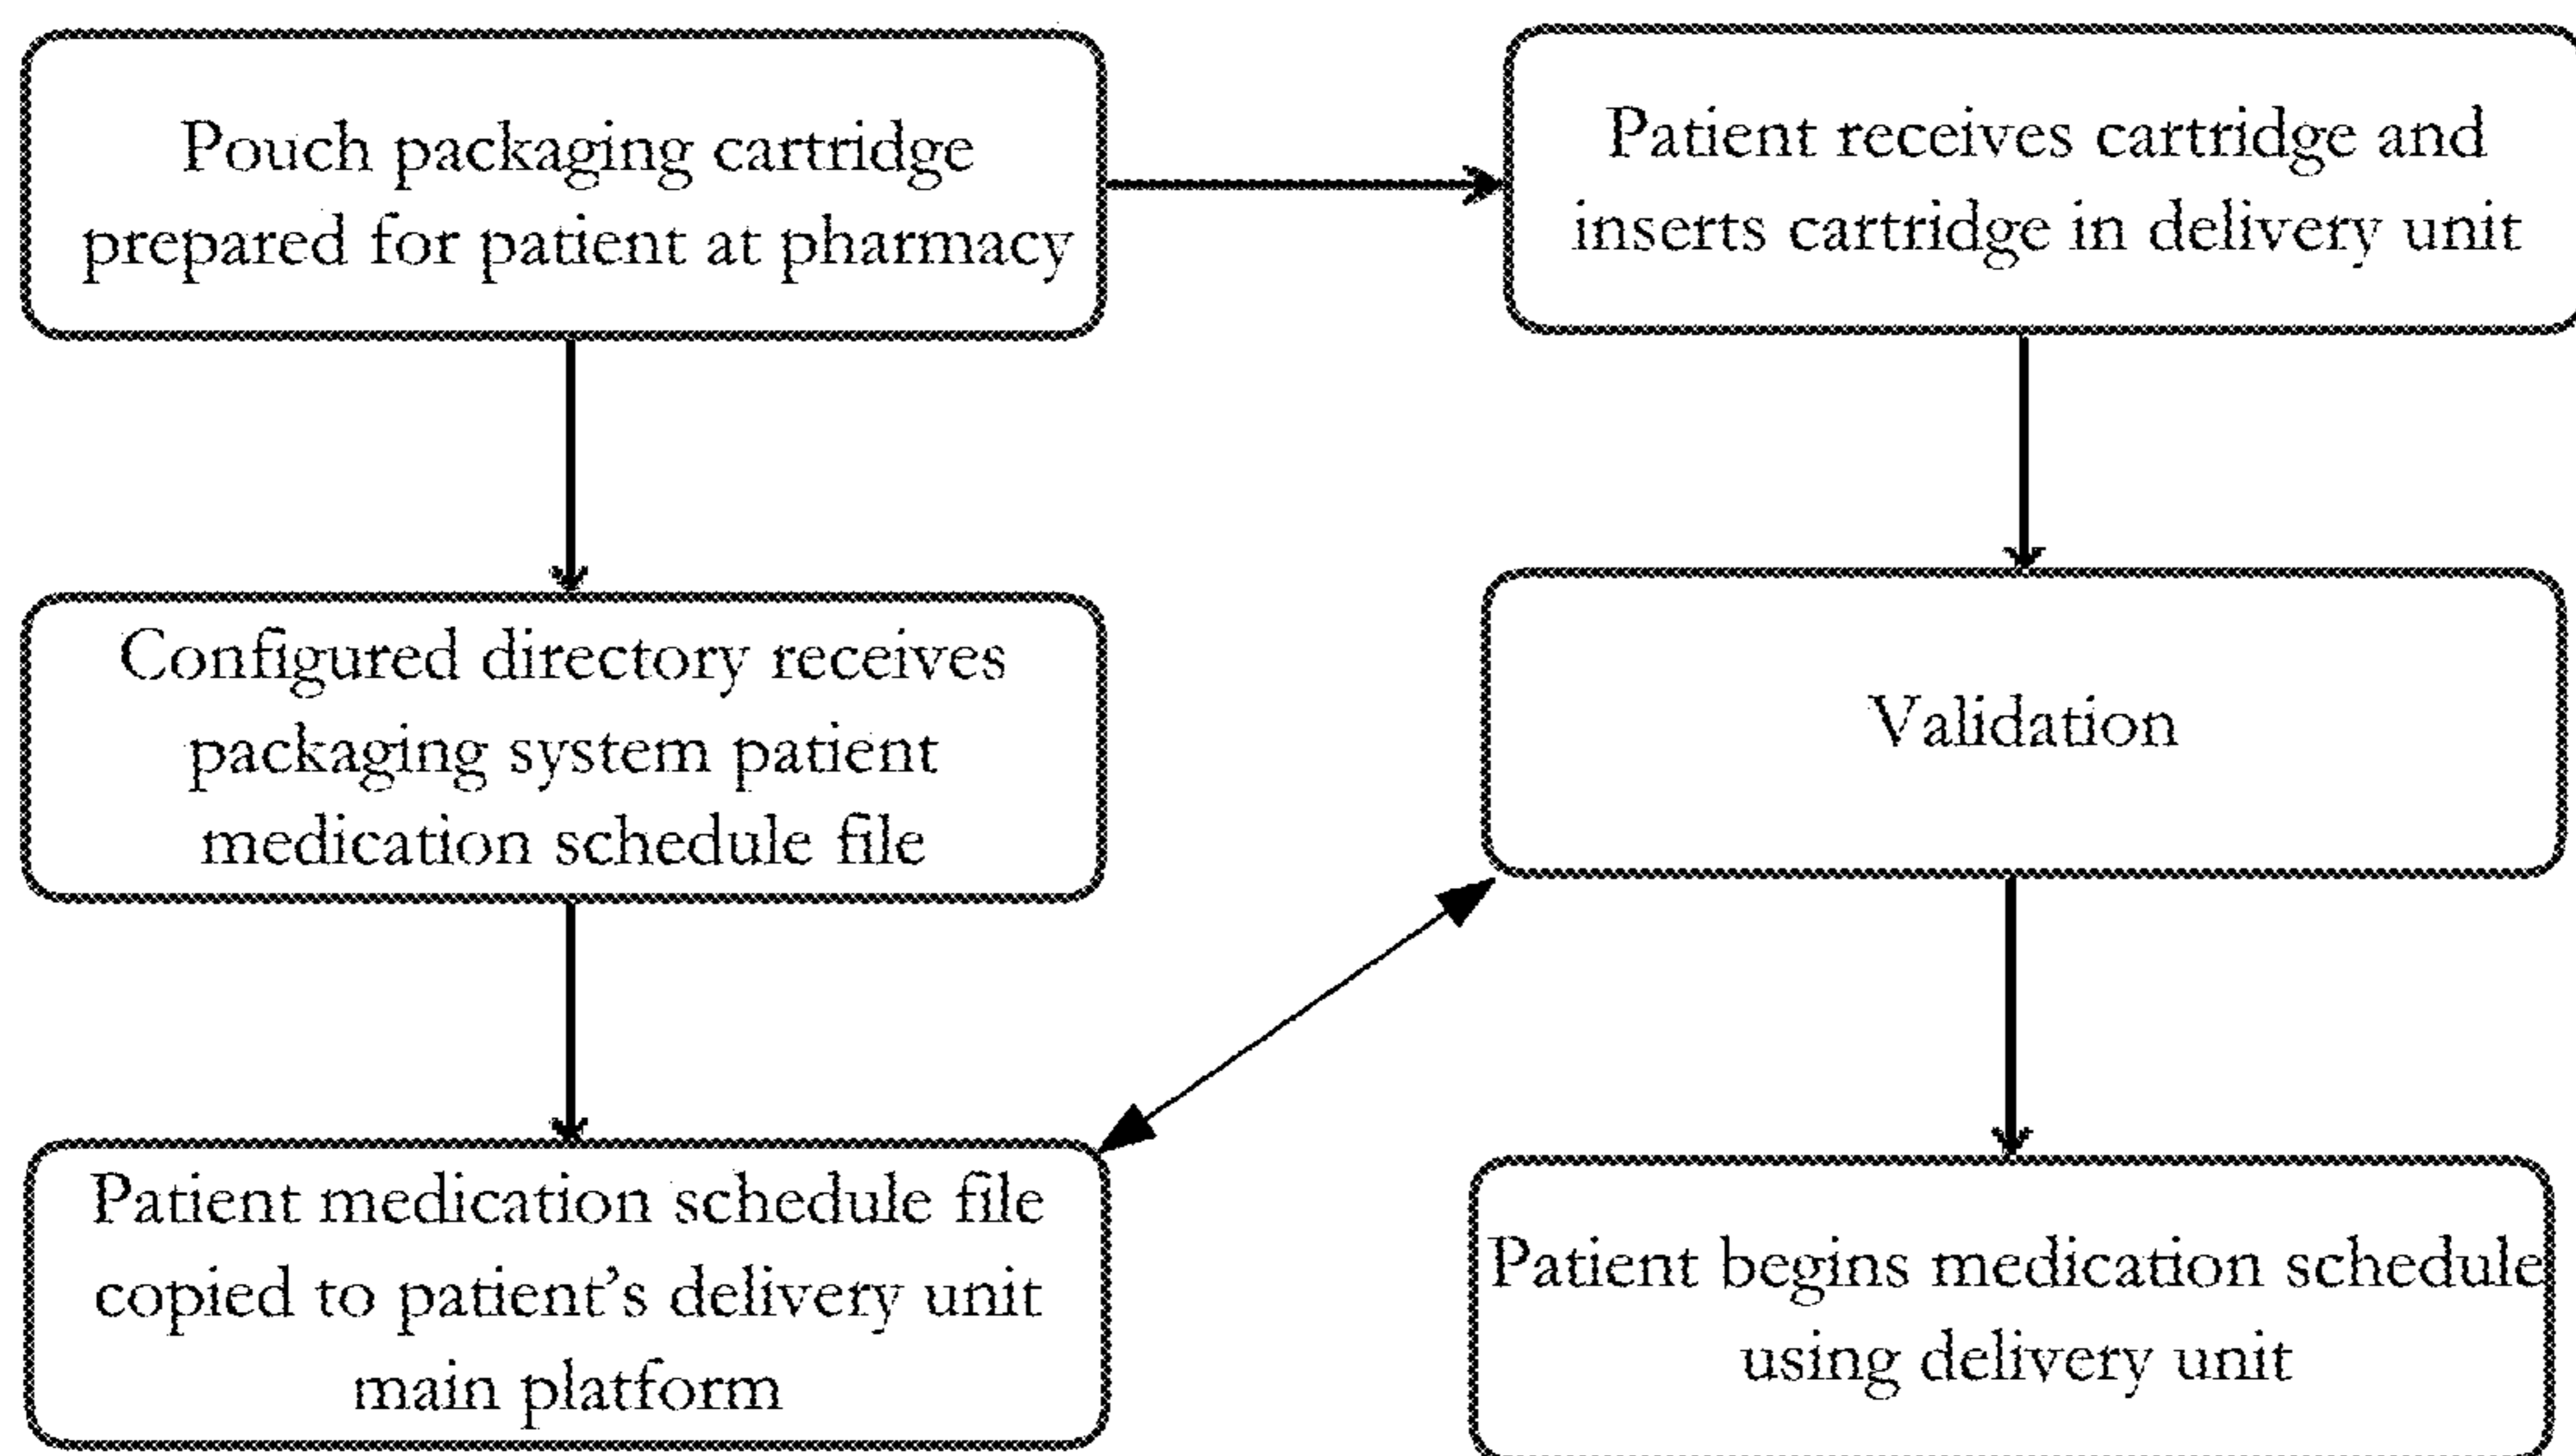 Pouch packaging cartridge
prepared for patient at pharmacy
Patient receives cartridge and
inserts cartridge in delivery unit
Configured directory receives
packaging system patient
medication schedule file
Validation
Patient medication schedule file
copied to patient’s delivery unit
main platform
Patient begins medication schedule
using delivery unit